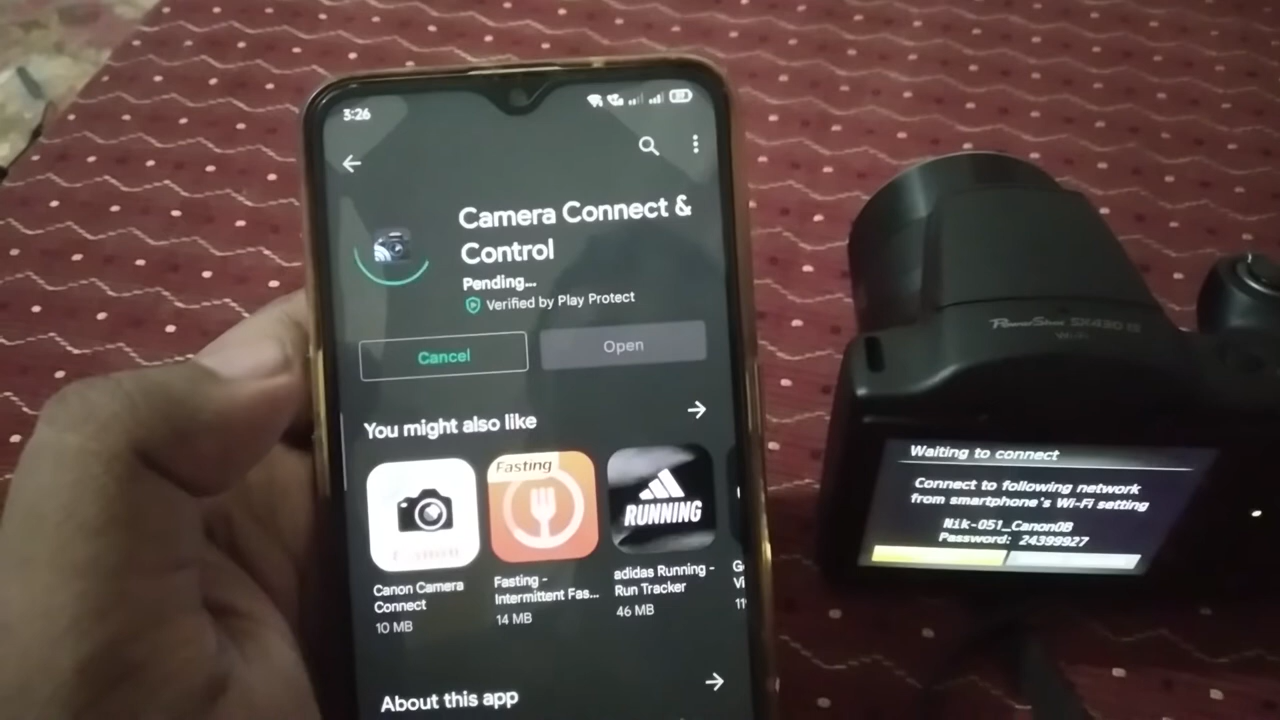 3:26
Camera Connect &
Control
Pending...
Verified by Play Protect
Cancel
Open
You might also like
Fasting
RUNNING
Canon Camera
Connect
10 MB
Fasting -
Intermittent Fas...
14 MB
adidas Running -
Run Tracker
46 MB
About this app
PowerShot SX430 IS
Wi-Fi
Waiting to connect
Connect to following network
from smartphone's Wi-Fi setting
Nik-051_Canon0B
Password: 24399927